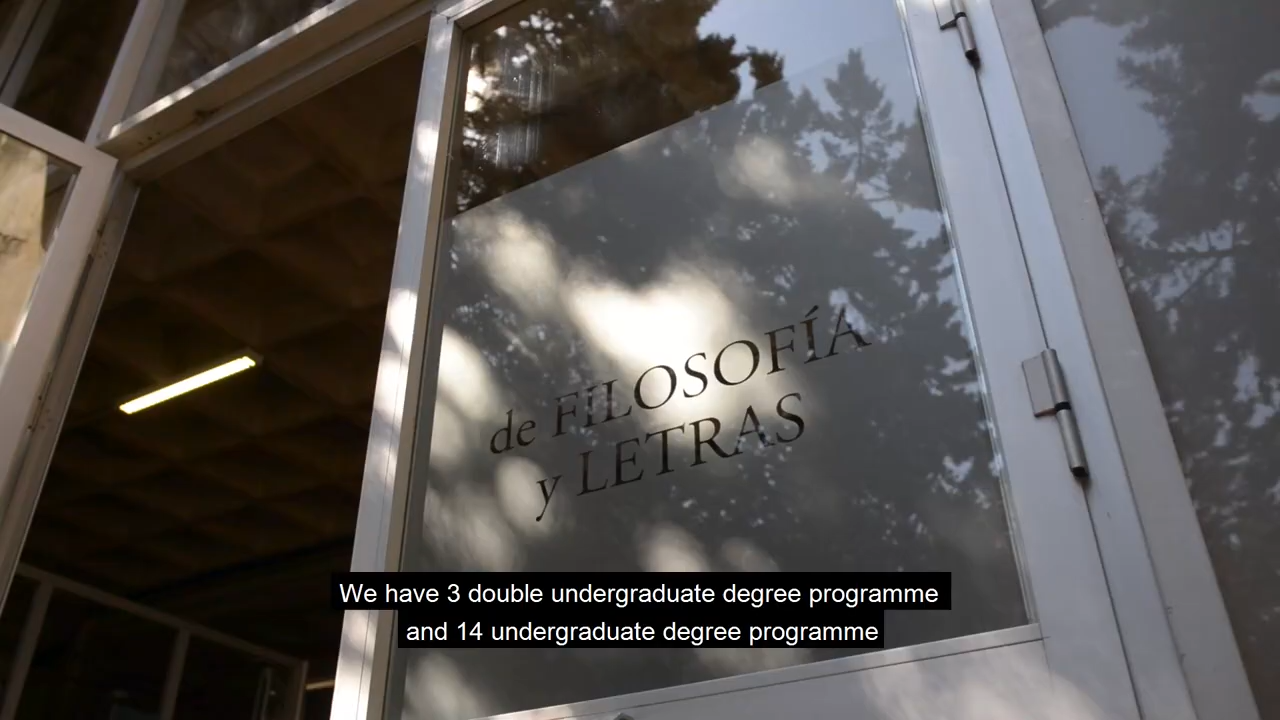 de FILOSOFÍA
y LETRAS
We have 3 double undergraduate degree programme
and 14 undergraduate degree programme